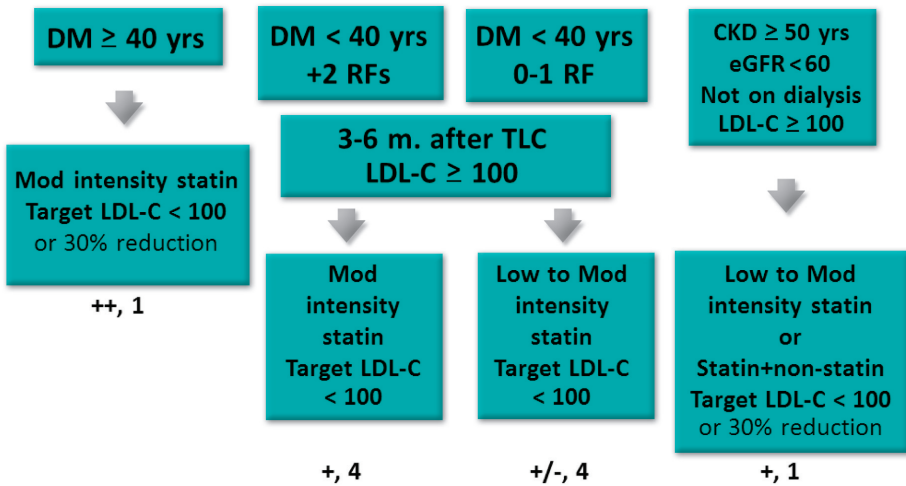 DM ≥ 40 yrs
Mod intensity statin
Target LDL-C < 100
or 30% reduction
++, 1
DM < 40 yrs
+2 RFs
DM < 40 yrs
0-1 RF
3-6 m. after TLC
LDL-C ≥ 100
Mod
intensity
statin
Target LDL-C
< 100
+, 4
Low to Mod
intensity
statin
Target LDL-C
< 100
+/-, 4
CKD ≥ 50 yrs
eGFR < 60
Not on dialysis
LDL-C ≥ 100
Low to Mod
intensity statin
or
Statin+non-statin
Target LDL-C < 100
or 30% reduction
+, 1